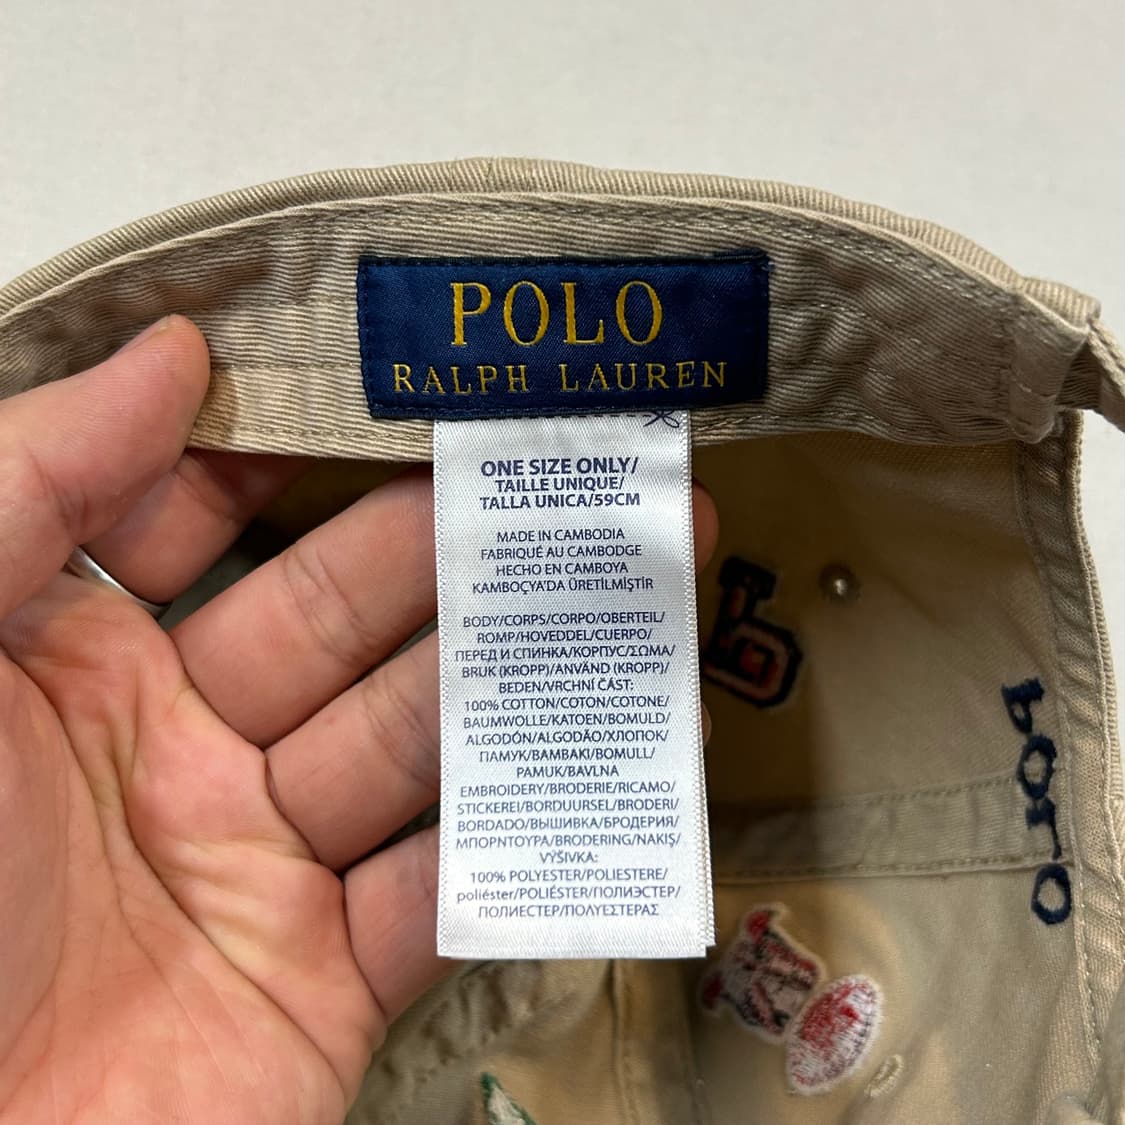 POLO
RALPH LAUREN
ONE SIZE ONLY/
TAILLE UNIQUE/
TALLA UNICA/59CM
MADE IN CAMBODIA
FABRIQUÉ AU CAMBODGE
HECHO EN CAMBOYA
KAMBOÇYA'DA ÜRETİLMİŞTİR
BODY/CORPS/CORPO/OBERTEIL/
ROMP/HOVEDDEL/CUERPO/
ПЕРЕД И СПИНКА/КОРПУС/ΣΩΜΑ/
BRUK (KROPP)/ANVÄND (KROPP)/
BEDEN/VRCHNÍ ČÁST:
100% COTTON/COTON/COTONE/
BAUMWOLLE/KATOEN/BOMULD/
ALGODÓN/ALGODÃO/ХЛОПОК/
ПАМУК/ΒΑΜΒΑΚΙ/BOMULL/
PAMUK/BAVLNA
EMBROIDERY/BRODERIE/RICAMO/
STICKEREI/BORDUURSEL/BRODERI/
BORDADO/ВЫШИВКА/БРОДЕРИЯ/
ΜΠΟΡΝΤΟΥΡΑ/BRODERING/NAKIŞ/
VÝŠIVKA:
100% POLYESTER/POLIESTERE/
poliéster/POLIÉSTER/ПОЛИЭСТЕР/
ПОЛИЕСТЕР/ΠΟΛΥΕΣΤΕΡΑΣ
POLO